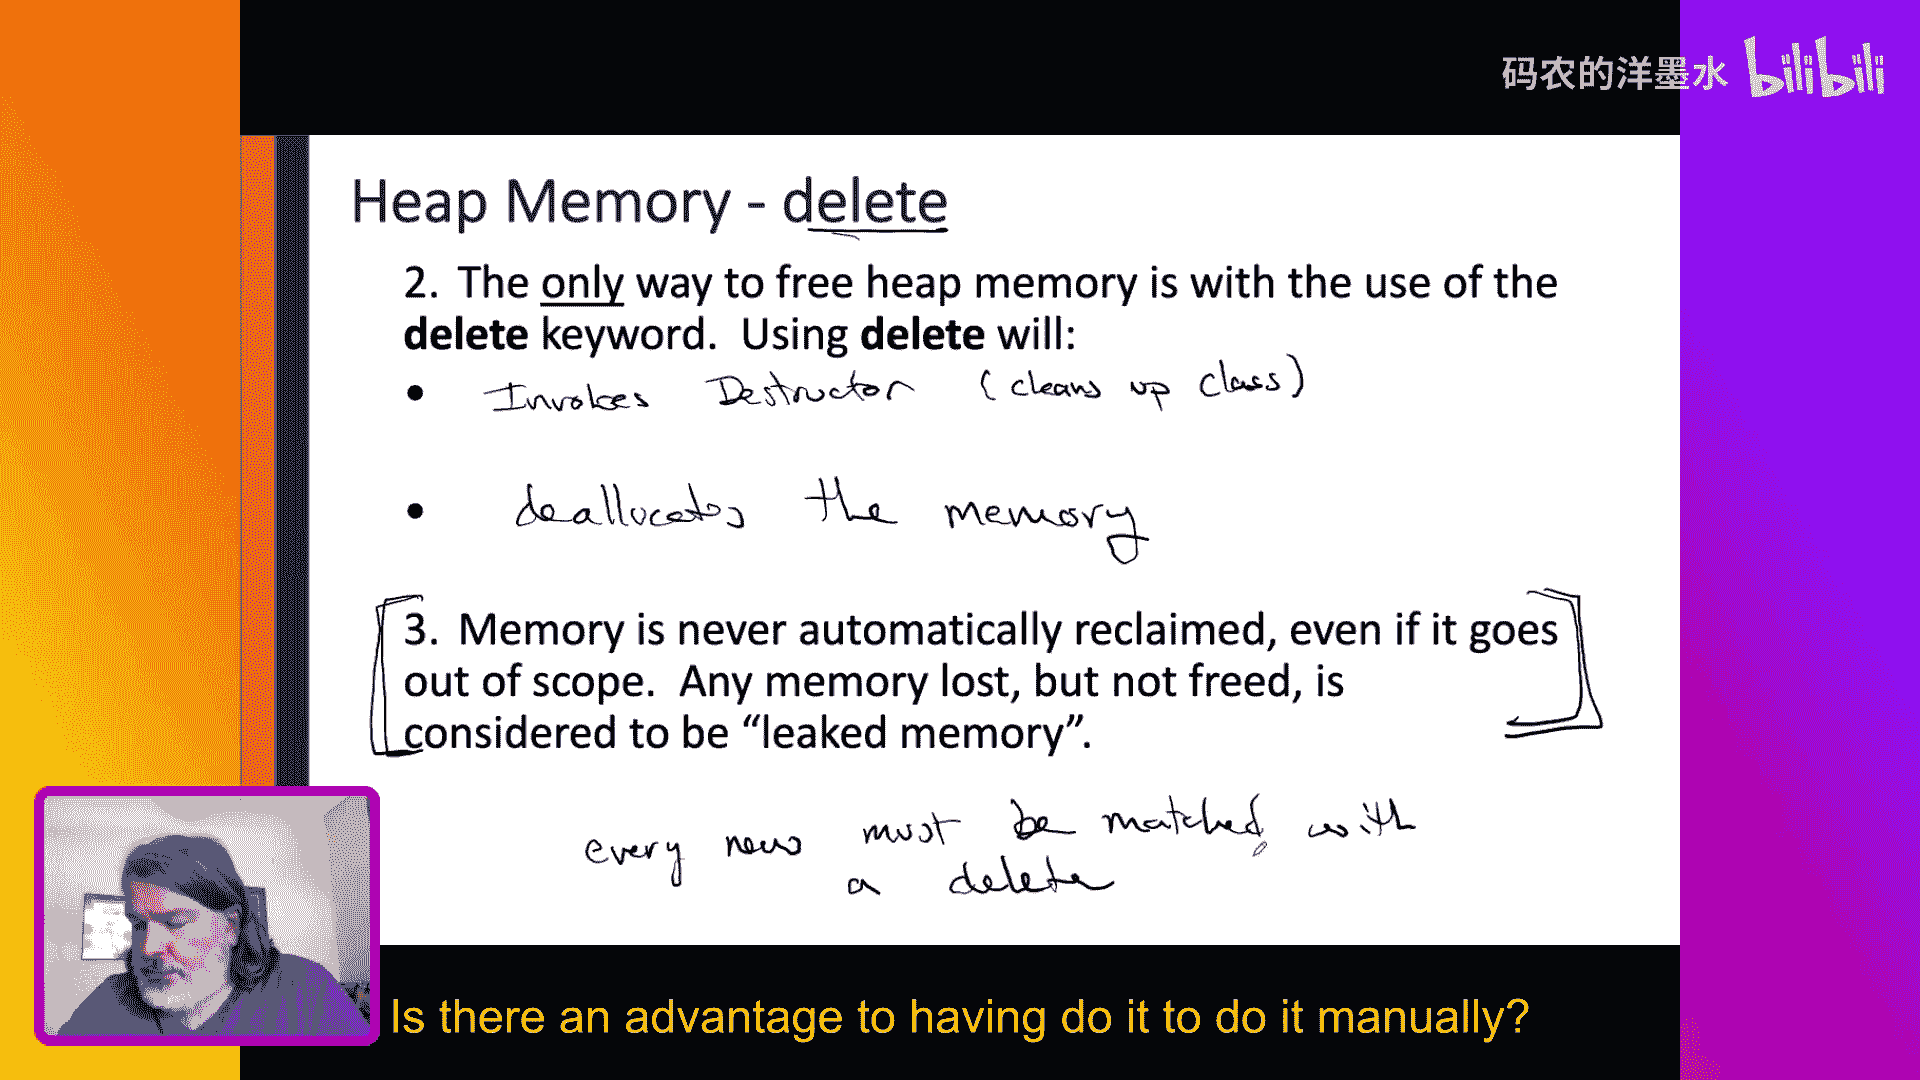 码农的洋墨水 bilibili
Heap Memory - delete
2. The only way to free heap memory is with the use of the
delete keyword. Using delete will:
• Invokes Destructor (cleans up class)
• deallocates the memory
3. Memory is never automatically reclaimed, even if it goes
out of scope. Any memory lost, but not freed, is
considered to be “leaked memory”.
every new must be matched with
a delete
Is there an advantage to having do it to do it manually?